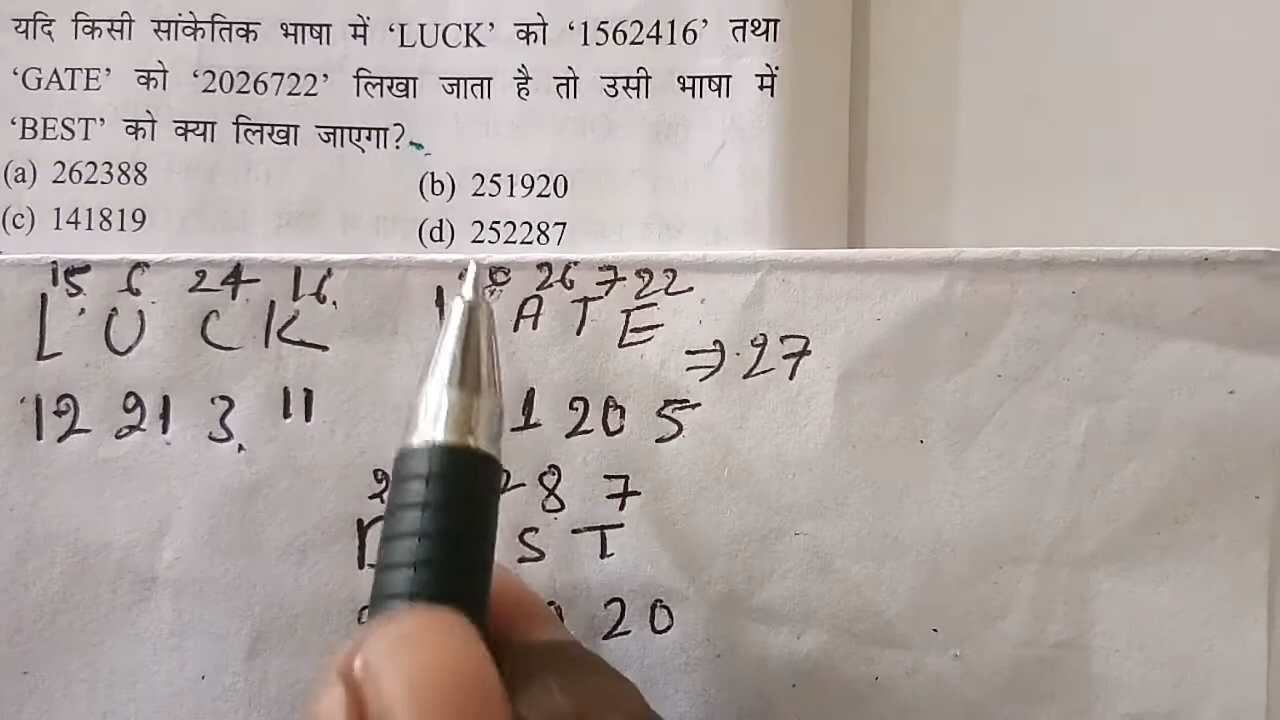 यदि किसी सांकेतिक भाषा में ‘LUCK’ को ‘1562416’ तथा
‘GATE’ को ‘2026722’ लिखा जाता है तो उसी भाषा में
‘BEST’ को क्या लिखा जाएगा?
(a) 262388 (b) 251920
(c) 141819 (d) 252287
15 6 24 16 26 7 22
L U C K A T E
⇒ 27
12 21 3 11 1 20 5
8 7
S T
20